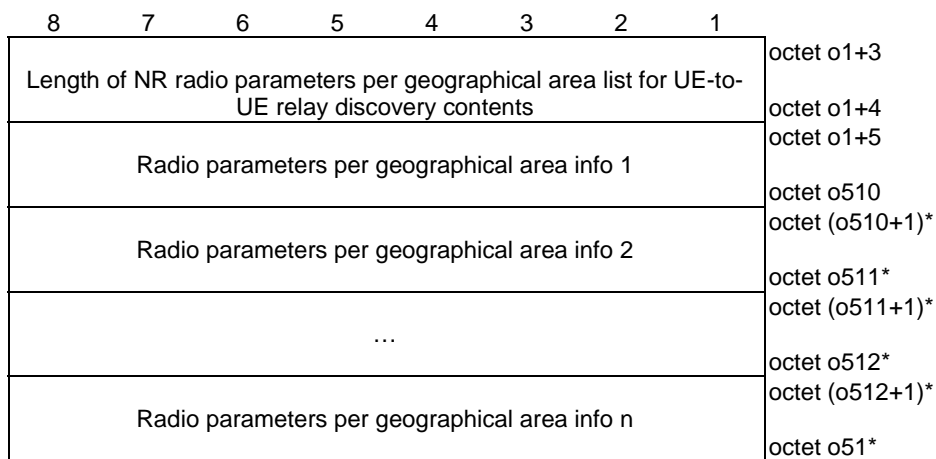 8 7 6 5 4 3 2 1
octet o1+3
Length of NR radio parameters per geographical area list for UE-to-
UE relay discovery contents
octet o1+4
octet o1+5
Radio parameters per geographical area info 1
octet o510
octet (o510+1)*
Radio parameters per geographical area info 2
octet o511*
octet (o511+1)*
…
octet o512*
octet (o512+1)*
Radio parameters per geographical area info n
octet o51*